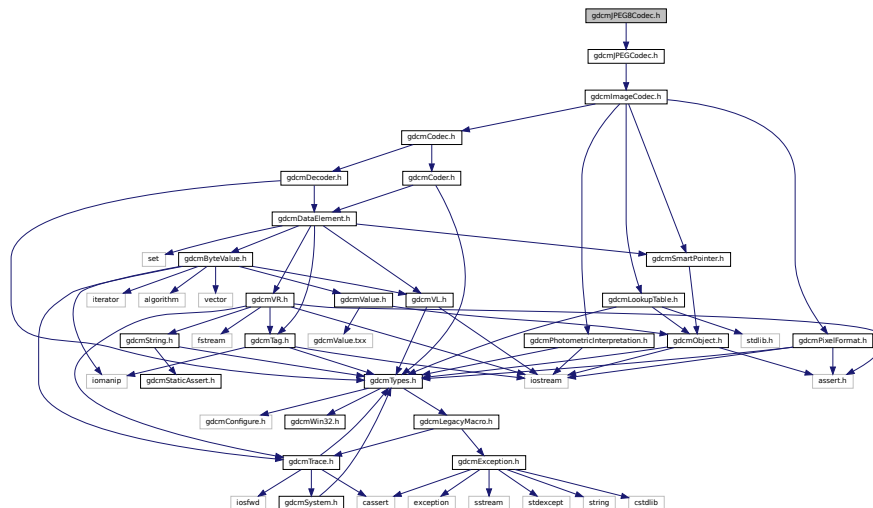 gdcmJPEG8Codec.h
gdcmJPEGCodec.h
gdcmImageCodec.h
gdcmCodec.h
gdcmDecoder.h
gdcmCoder.h
gdcmDataElement.h
set
gdcmByteValue.h
gdcmSmartPointer.h
iterator
algorithm
vector
gdcmVR.h
gdcmValue.h
gdcmVL.h
gdcmLookupTable.h
gdcmString.h
fstream
gdcmTag.h
gdcmValue.txx
gdcmPhotometricInterpretation.h
gdcmObject.h
stdlib.h
gdcmPixelFormat.h
iomanip
gdcmStaticAssert.h
gdcmTypes.h
iostream
assert.h
gdcmConfigure.h
gdcmWin32.h
gdcmLegacyMacro.h
gdcmTrace.h
gdcmException.h
iosfwd
gdcmSystem.h
cassert
exception
sstream
stdexcept
string
cstdlib